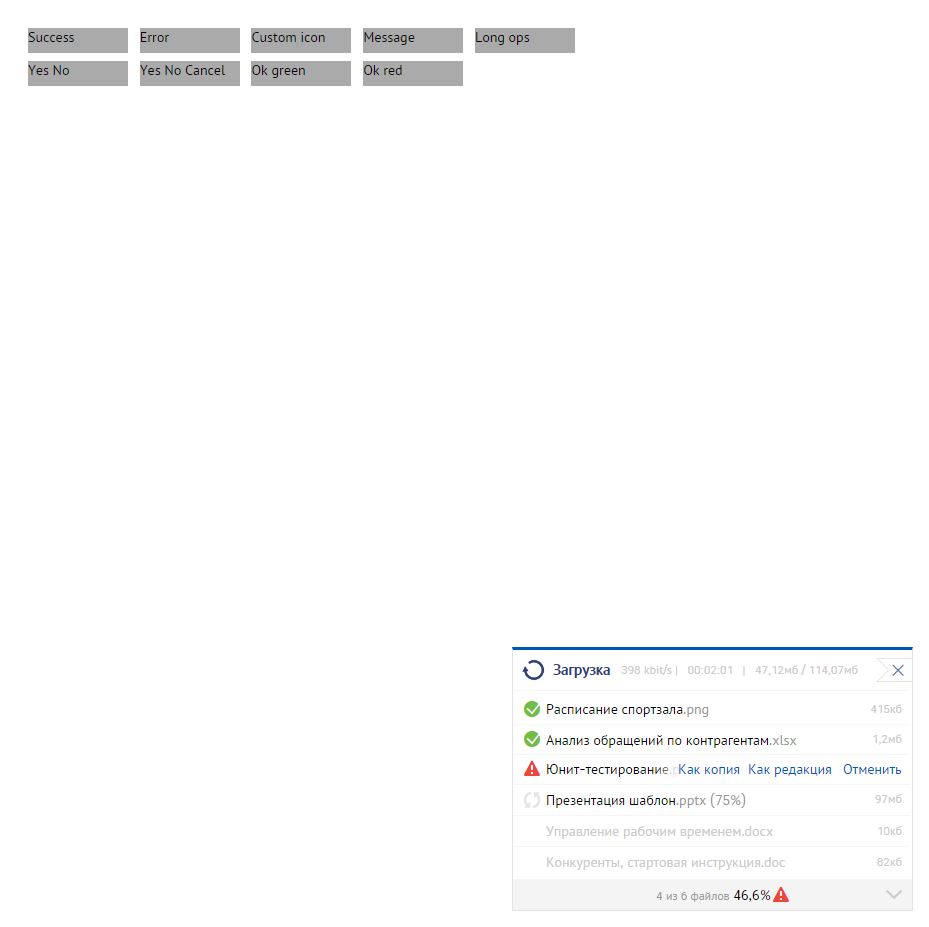 Success Error Custom icon Message Long ops
Yes No Yes No Cancel Ok green Ok red
Загрузка 398 kbit/s | 00:02:01 | 47,12мб / 114,07мб
Расписание спортзала.png 415кб
Анализ обращений по контрагентам.xlsx 1,2мб
Юнит-тестирование.p Как копия Как редакция Отменить
Презентация шаблон.pptx (75%) 97мб
Управление рабочим временем.docx 10кб
Конкуренты, стартовая инструкция.doc 82кб
4 из 6 файлов 46,6%